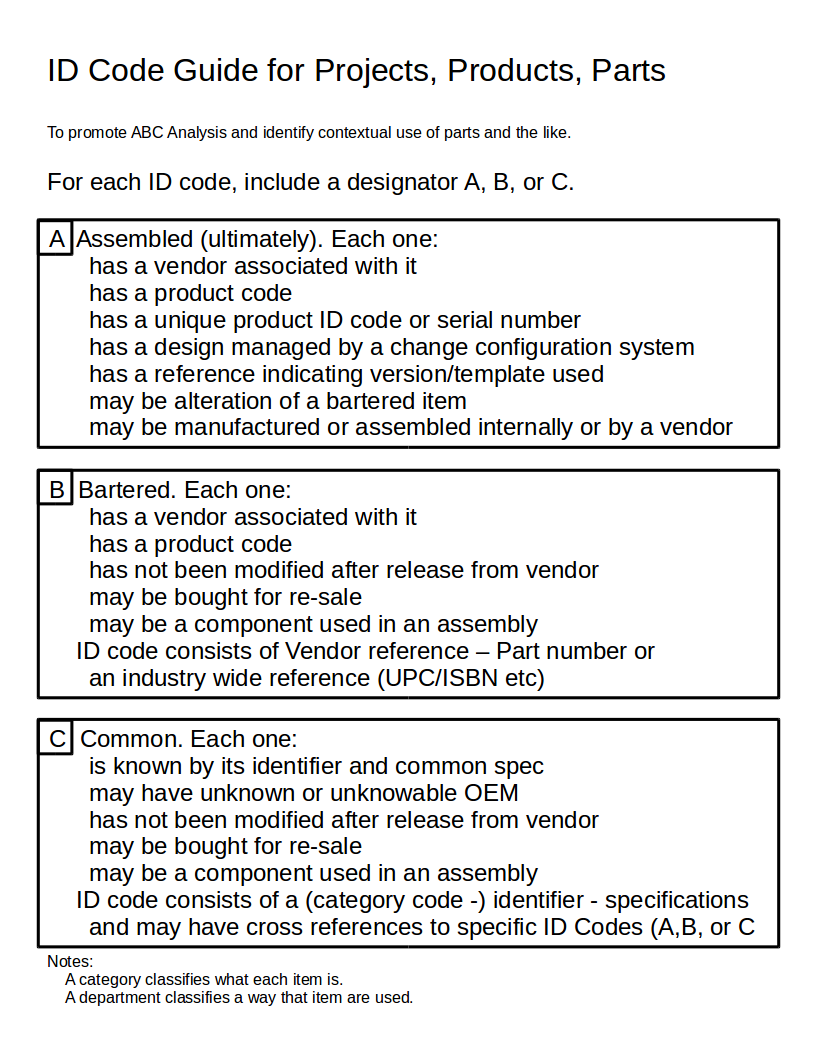 ID Code Guide for Projects, Products, Parts
To promote ABC Analysis and identify contextual use of parts and the like.
For each ID code, include a designator A, B, or C.
A Assembled (ultimately). Each one:
has a vendor associated with it
has a product code
has a unique product ID code or serial number
has a design managed by a change configuration system
has a reference indicating version/template used
may be alteration of a bartered item
may be manufactured or assembled internally or by a vendor
B Bartered. Each one:
has a vendor associated with it
has a product code
has not been modified after release from vendor
may be bought for re-sale
may be a component used in an assembly
ID code consists of Vendor reference – Part number or
an industry wide reference (UPC/ISBN etc)
C Common. Each one:
is known by its identifier and common spec
may have unknown or unknowable OEM
has not been modified after release from vendor
may be bought for re-sale
may be a component used in an assembly
ID code consists of a (category code -) identifier - specifications
and may have cross references to specific ID Codes (A,B, or C
Notes:
A category classifies what each item is.
A department classifies a way that item are used.